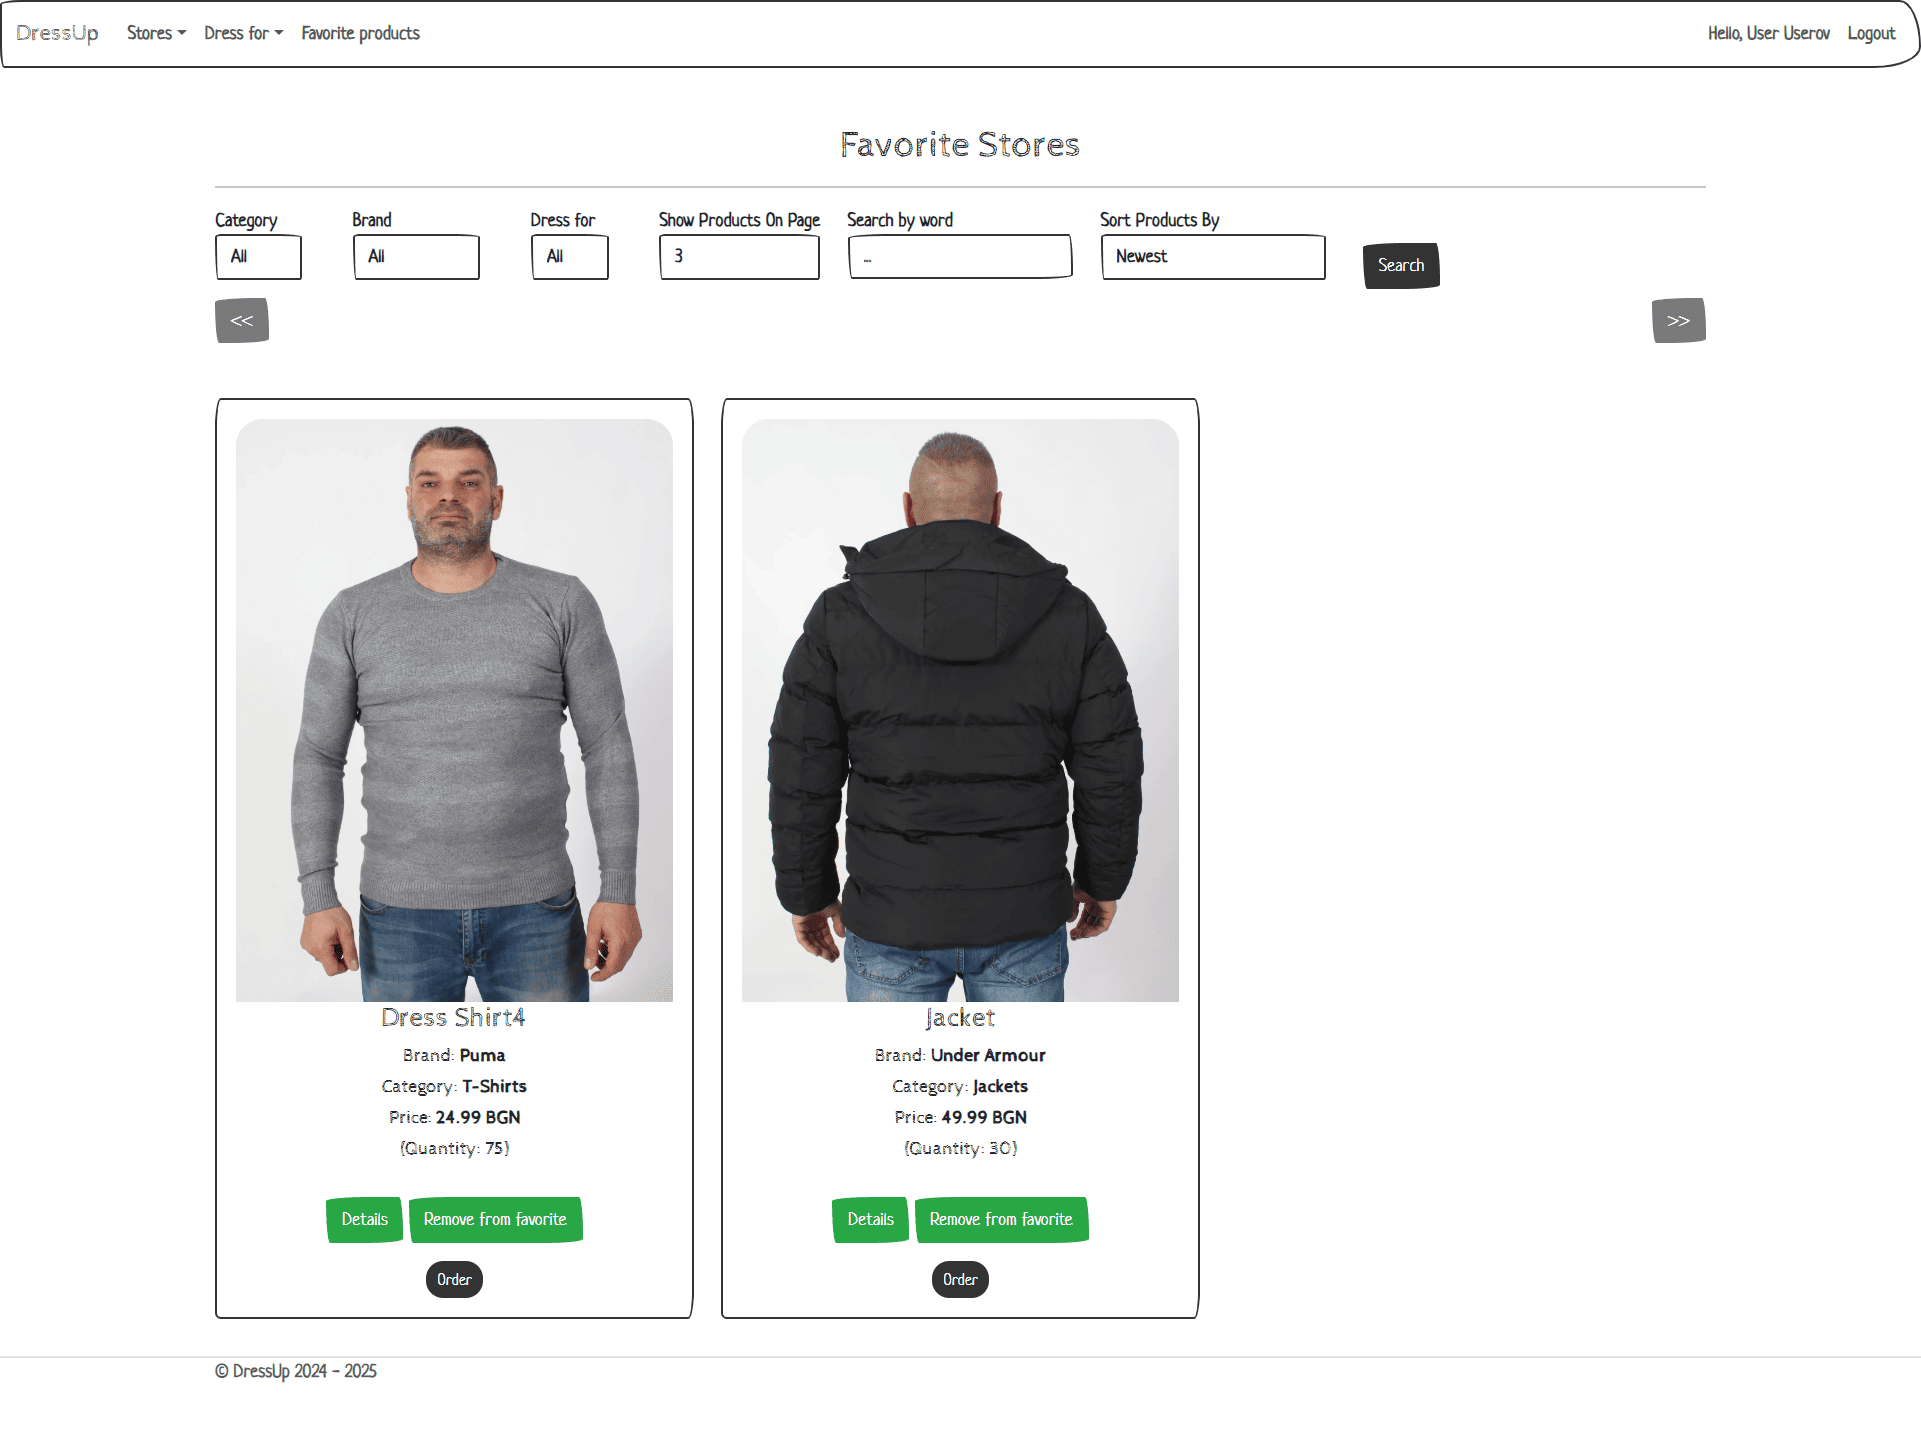 DressUp Stores Dress for Favorite products Hello, User Userov Logout
Favorite Stores
Category Brand Dress for Show Products On Page Search by word Sort Products By
All All All 3 ... Newest Search
<< >>
Dress Shirt4
Brand: Puma
Category: T-Shirts
Price: 24.99 BGN
(Quantity: 75)
Details Remove from favorite
Order
Jacket
Brand: Under Armour
Category: Jackets
Price: 49.99 BGN
(Quantity: 30)
Details Remove from favorite
Order
© DressUp 2024 - 2025